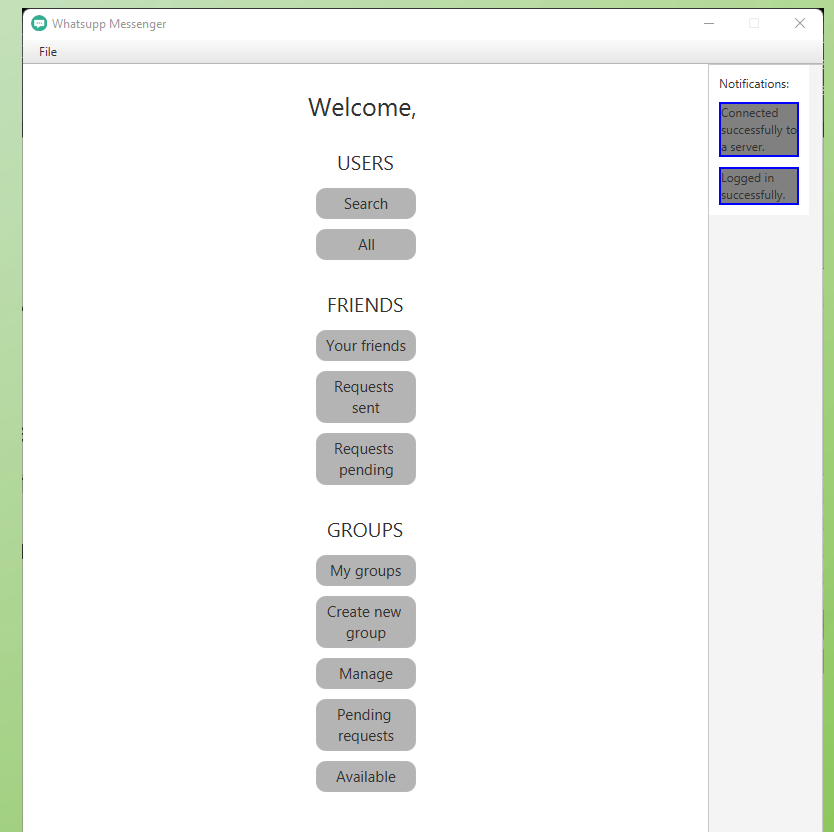 Whatsupp Messenger
File
Welcome,
USERS
Search
All
FRIENDS
Your friends
Requests
sent
Requests
pending
GROUPS
My groups
Create new
group
Manage
Pending
requests
Available
Notifications:
Connected
successfully to
a server.
Logged in
successfully.